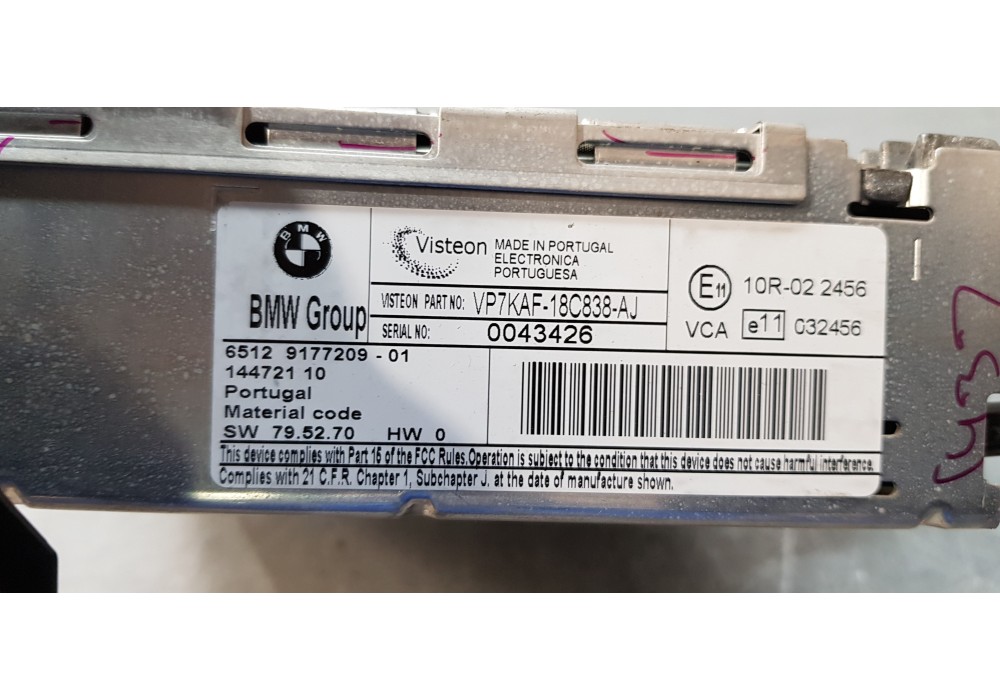 BMW
BMW Group
Visteon
MADE IN PORTUGAL
ELECTRONICA
PORTUGUESA
VISTEON PART NO: VP7KAF-18C838-AJ
SERIAL NO: 0043426
E11 10R-02 2456
VCA e11 032456
6512 9177209 - 01
144721 10
Portugal
Material code
SW 79.52.70 HW 0
This device complies with Part 16 of the FCC Rules.Operation is subject to the condition that this device does not cause harmful interference.
Complies with 21 C.F.R. Chapter 1, Subchapter J. at the date of manufacture shown.